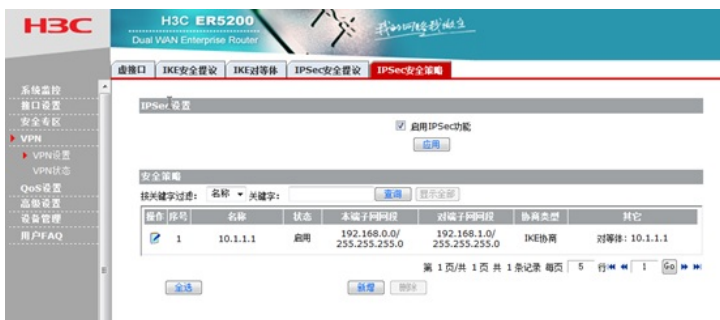 H3C
H3C ER5200
Dual WAN Enterprise Router
虚接口 IKE安全提议 IKE对等体 IPSec安全提议 IPSec安全策略
系统监控
接口设置
安全专区
VPN
VPN设置
VPN状态
QoS设置
高级设置
设备管理
用户FAQ
IPSec设置
启用IPSec功能
应用
安全策略
按关键字过滤： 名称 关键字： 查询 显示全部
操作 序号 名称 状态 本端子网网段 对端子网网段 协商类型 其它
1 10.1.1.1 启用 192.168.0.0/ 192.168.1.0/ IKE协商 对等体：10.1.1.1
255.255.255.0 255.255.255.0
第 1 页/共 1 页 共 1 条记录 每页 5 行 1 Go
全选 新增 删除